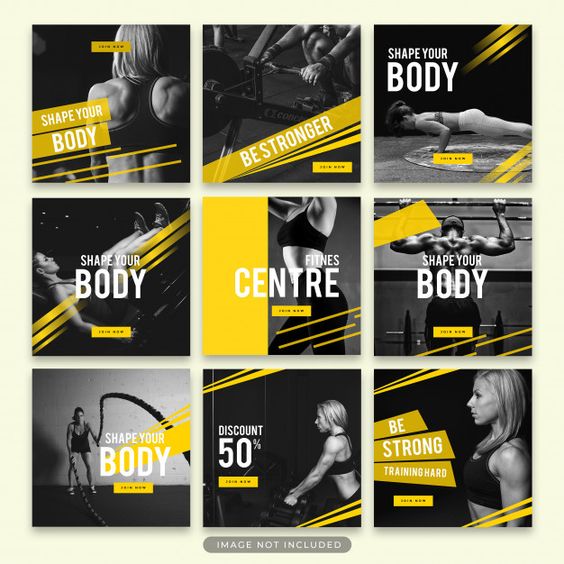 JOIN NOW
SHAPE YOUR
BODY
BE STRONGER
JOIN NOW
SHAPE YOUR
BODY
JOIN NOW
SHAPE YOUR
BODY
JOIN NOW
FITNES
CENTRE
JOIN NOW
SHAPE YOUR
BODY
JOIN NOW
SHAPE YOUR
BODY
JOIN NOW
DISCOUNT
50%
JOIN NOW
BE
STRONG
TRAINING HARD
JOIN NOW
IMAGE NOT INCLUDED